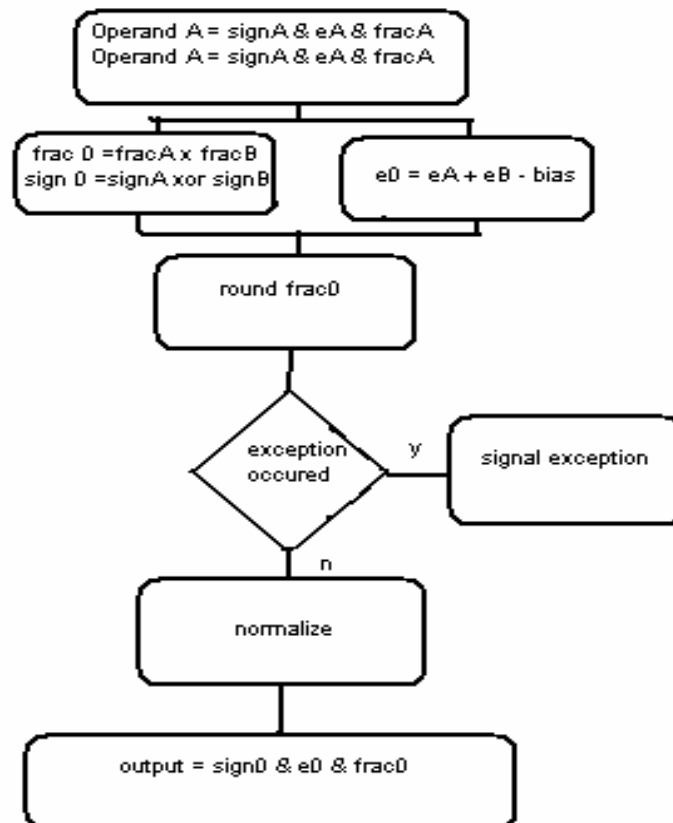 Operand A = signA & eA & fracA
Operand A = signA & eA & fracA
frac 0 =fracA x fracB
sign 0 =signA xor signB
e0 = eA + eB - bias
round frac0
exception
occured
y
signal exception
n
normalize
output = sign0 & e0 & frac0